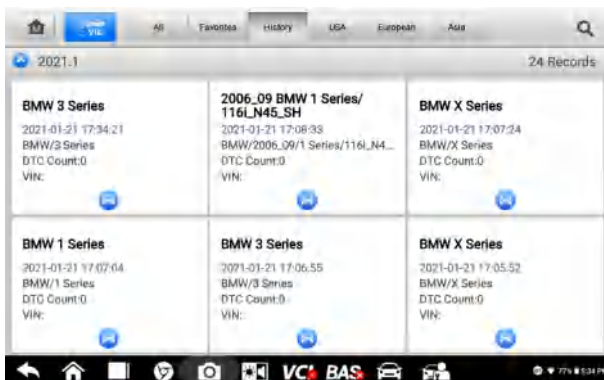 VID
All
Favorites
History
USA
European
Asia
2021.1
24 Records
BMW 3 Series
2021-01-21 17:34:21
BMW/3 Series
DTC Count:0
VIN:
2006_09 BMW 1 Series/
116i_N45_SH
2021-01-21 17:08:33
BMW/2006_09/1 Series/116i_N4...
DTC Count:0
VIN:
BMW X Series
2021-01-21 17:07:24
BMW/X Series
DTC Count:0
VIN:
BMW 1 Series
2021-01-21 17:07:04
BMW/1 Series
DTC Count:0
VIN:
BMW 3 Series
2021-01-21 17:06:55
BMW/3 Series
DTC Count:0
VIN:
BMW X Series
2021-01-21 17:05:52
BMW/X Series
DTC Count:0
VIN:
VCI BAS
77% 5:34 PM